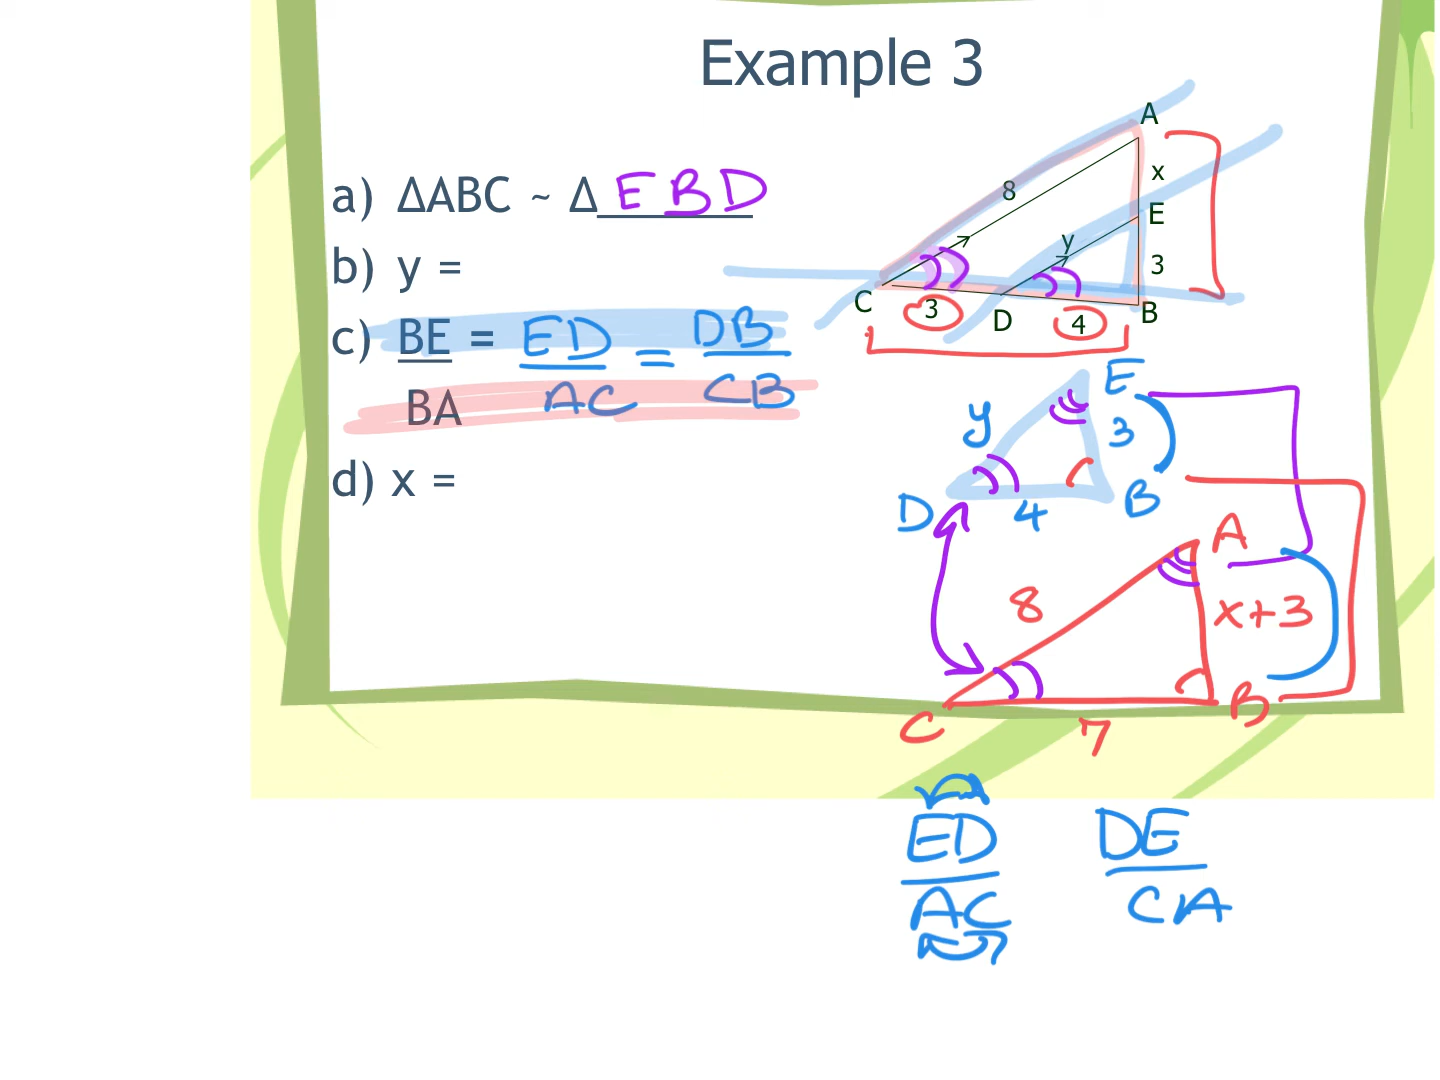 Example 3
a) ΔABC ~ Δ EBD
b) y =
c) BE = ED = DB
BA AC CB
d) x =
A
8
x
E
y
3
C
3
D
4
B
E
y
3
D
4
B
A
8
x+3
C
7
B
ED DE
AC CA